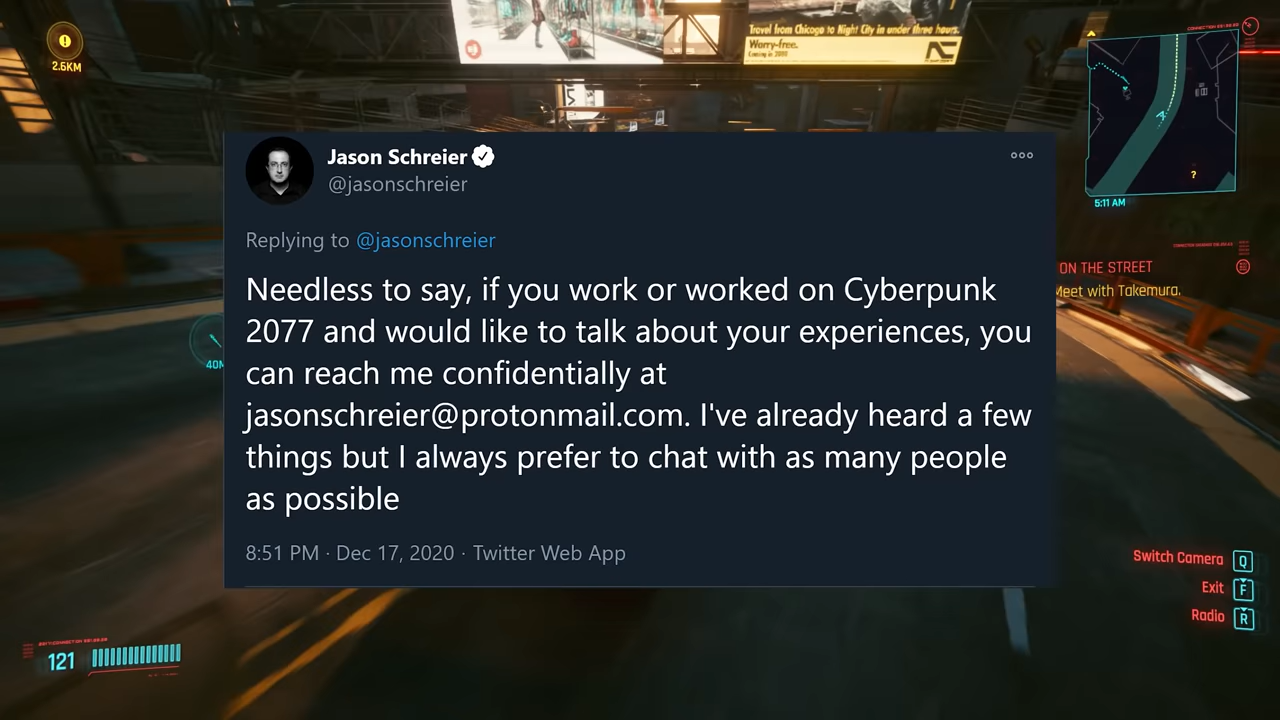 Travel from Chicago to Night City in under three hours.
Worry-free.
2.6KM
5:11 AM
?
ON THE STREET
Meet with Takemura.
40M
Jason Schreier
@jasonschreier
Replying to @jasonschreier
Needless to say, if you work or worked on Cyberpunk
2077 and would like to talk about your experiences, you
can reach me confidentially at
jasonschreier@protonmail.com. I've already heard a few
things but I always prefer to chat with as many people
as possible
8:51 PM · Dec 17, 2020 · Twitter Web App
Switch Camera Q
Exit F
Radio R
121